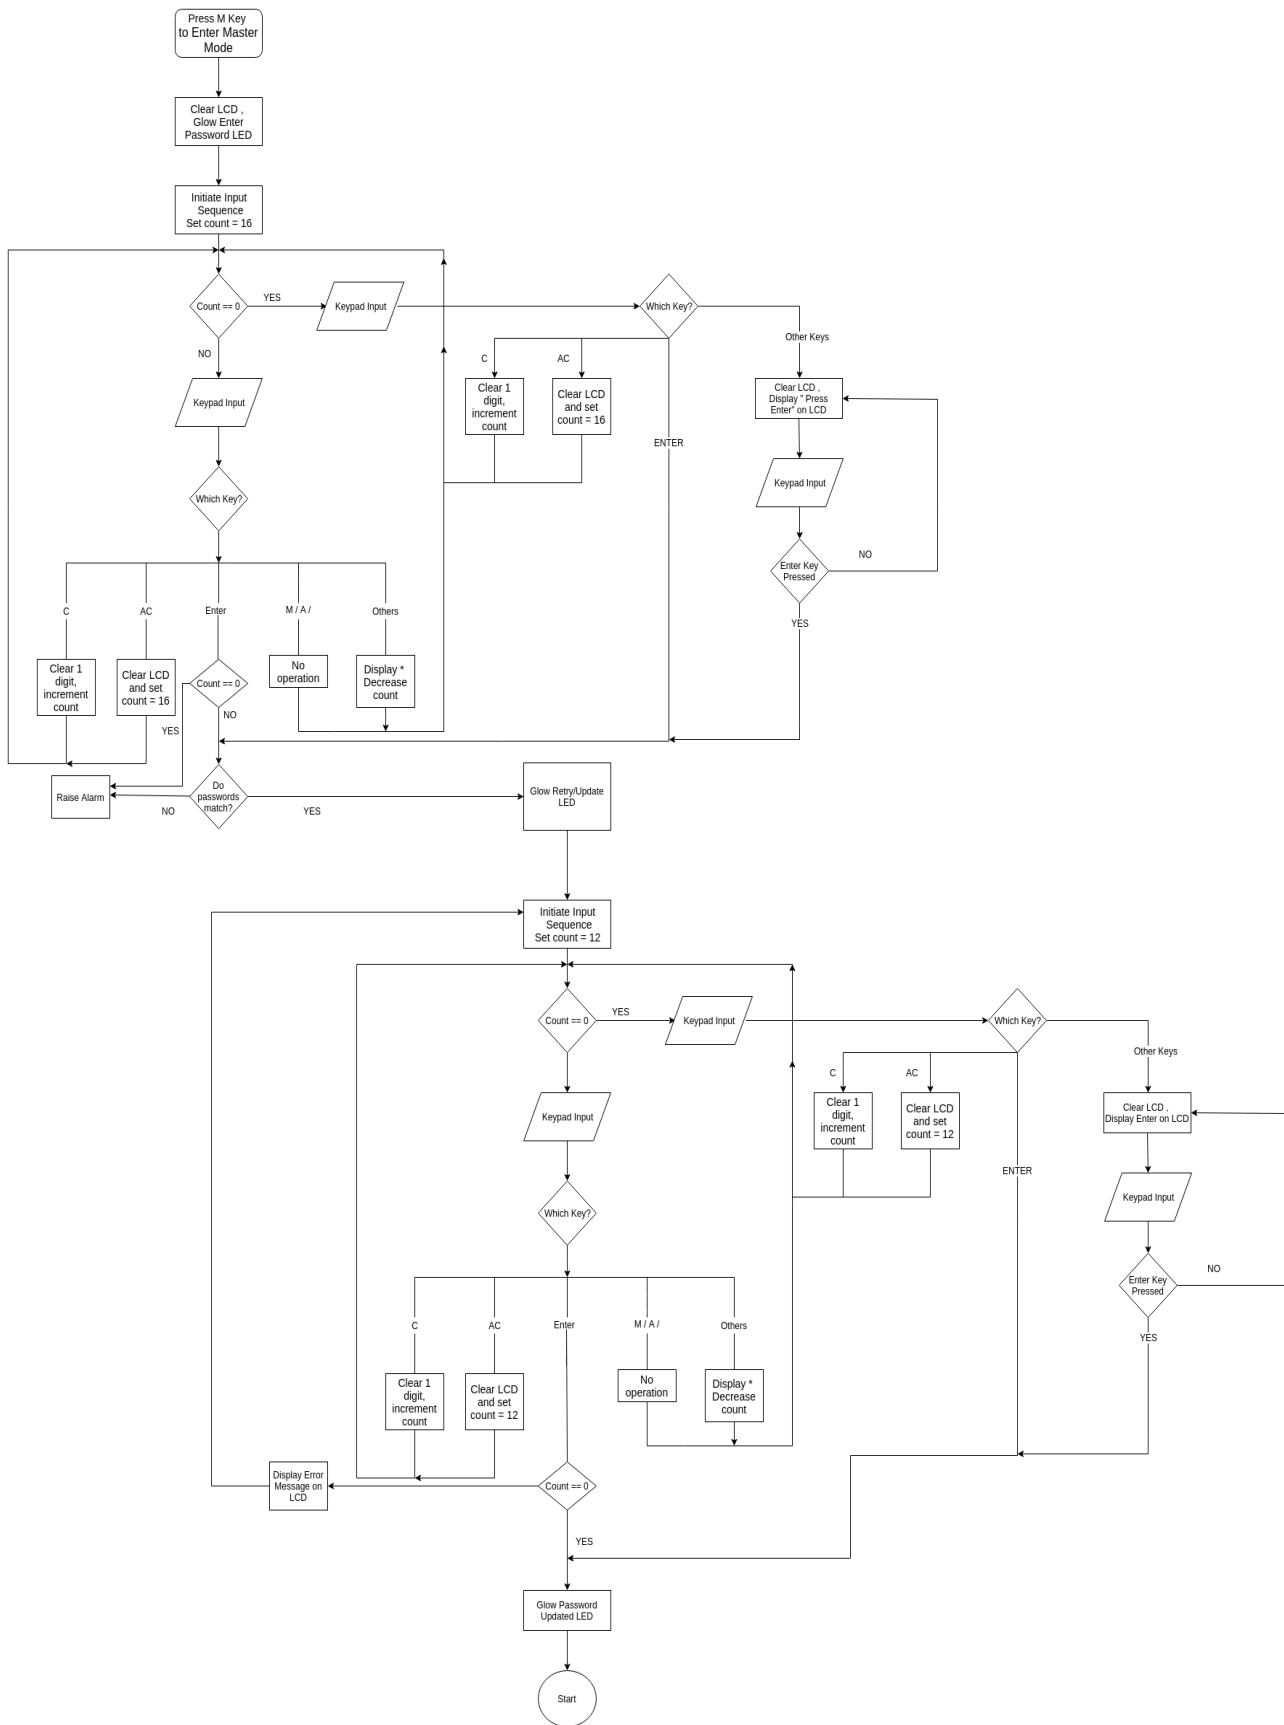 Press M Key
to Enter Master
Mode
Clear LCD ,
Glow Enter
Password LED
Initiate Input
Sequence
Set count = 16
Count == 0
YES
Keypad Input
Which Key?
Other Keys
NO
C
AC
Keypad Input
Clear 1
digit,
increment
count
Clear LCD
and set
count = 16
Clear LCD ,
Display " Press
Enter" on LCD
ENTER
Keypad Input
Which Key?
Enter Key
Pressed
NO
YES
C
AC
Enter
M / A /
Others
Clear 1
digit,
increment
count
Clear LCD
and set
count = 16
Count == 0
No
operation
Display *
Decrease
count
YES
NO
Raise Alarm
Do
passwords
match?
NO
YES
Glow Retry/Update
LED
Initiate Input
Sequence
Set count = 12
Count == 0
YES
Keypad Input
Which Key?
Other Keys
C
AC
Keypad Input
Clear 1
digit,
increment
count
Clear LCD
and set
count = 12
Clear LCD ,
Display Enter on LCD
ENTER
Keypad Input
Which Key?
Enter Key
Pressed
NO
YES
C
AC
Enter
M / A /
Others
Clear 1
digit,
increment
count
Clear LCD
and set
count = 12
No
operation
Display *
Decrease
count
Display Error
Message on
LCD
Count == 0
YES
Glow Password
Updated LED
Start